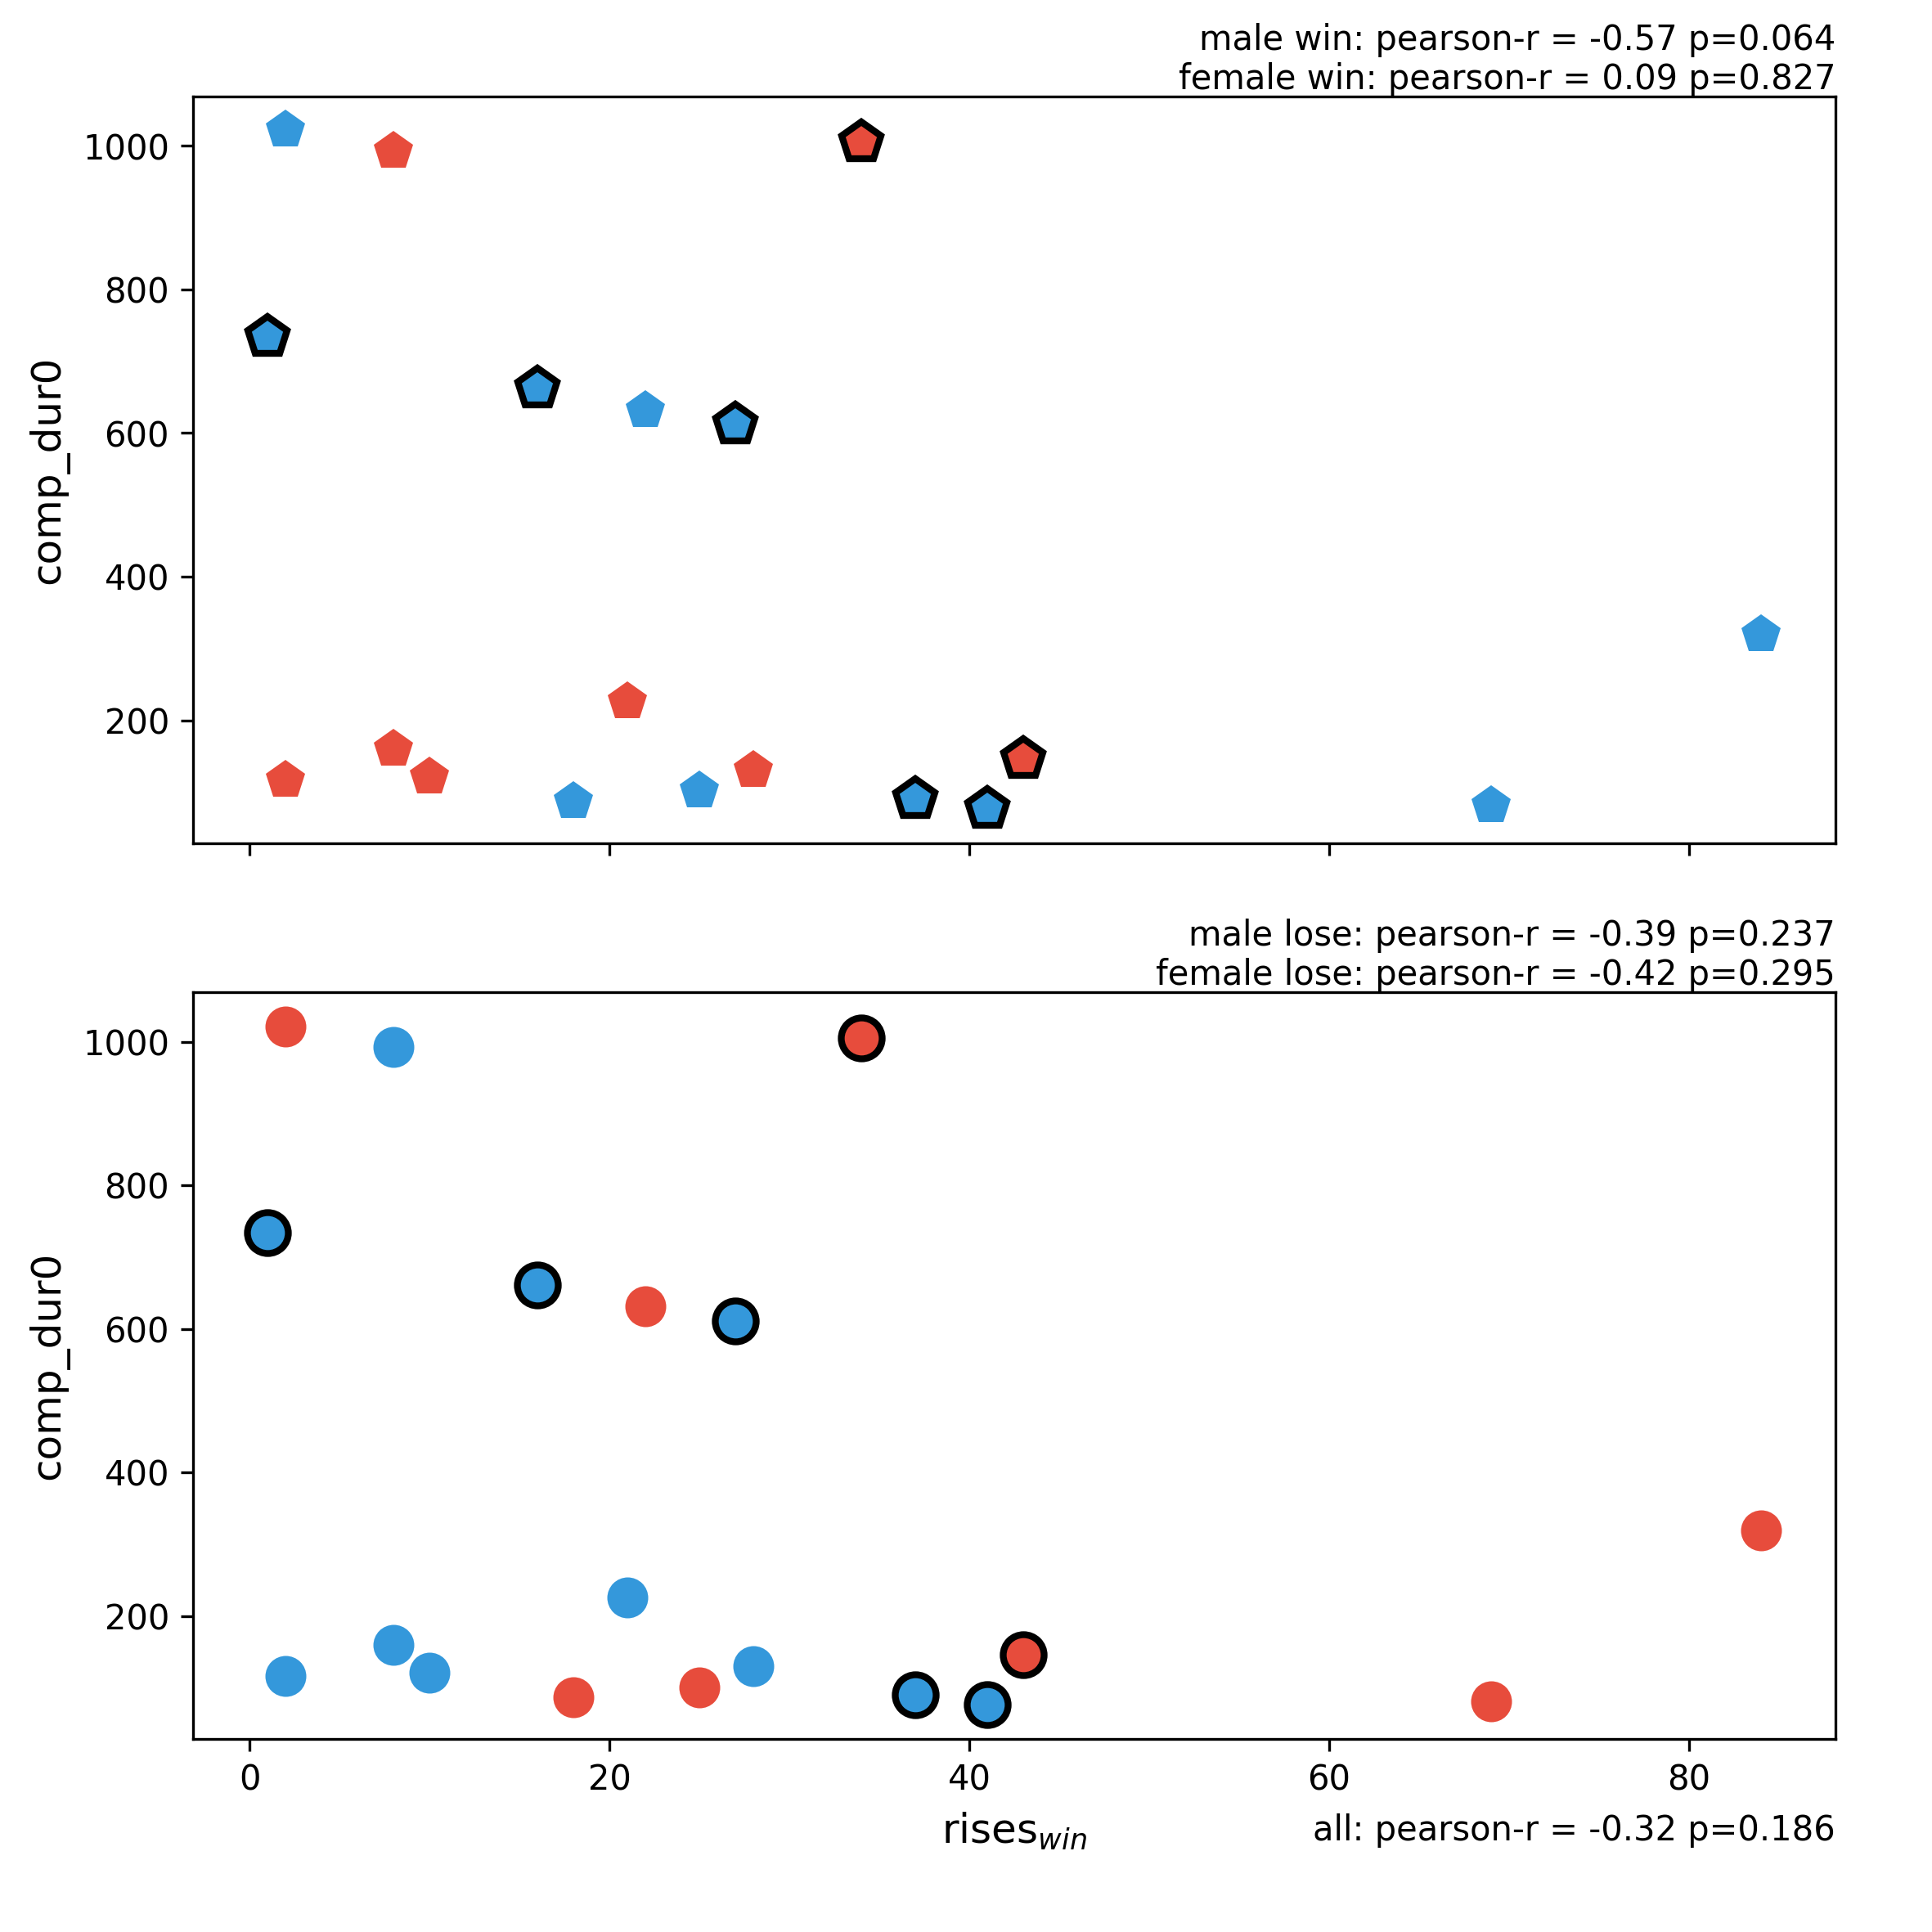 male win: pearson-r = -0.57 p=0.064
female win: pearson-r = 0.09 p=0.827
1000
800
600
400
200
comp_dur0
male lose: pearson-r = -0.39 p=0.237
female lose: pearson-r = -0.42 p=0.295
1000
800
600
400
200
comp_dur0
0 20 40 60 80
rises_win
all: pearson-r = -0.32 p=0.186